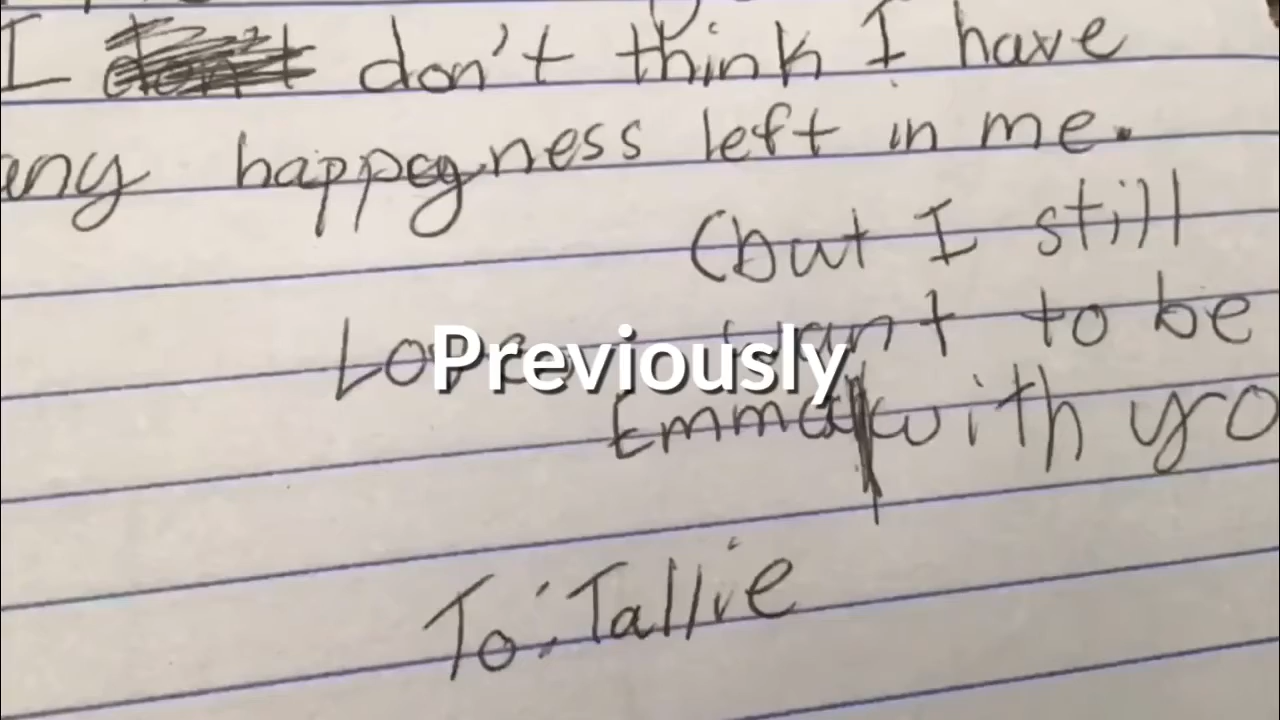 I don't think I have
any happyness left in me.
(but I still
Love, want to be
Previously
Emma with yo
To: Tallie